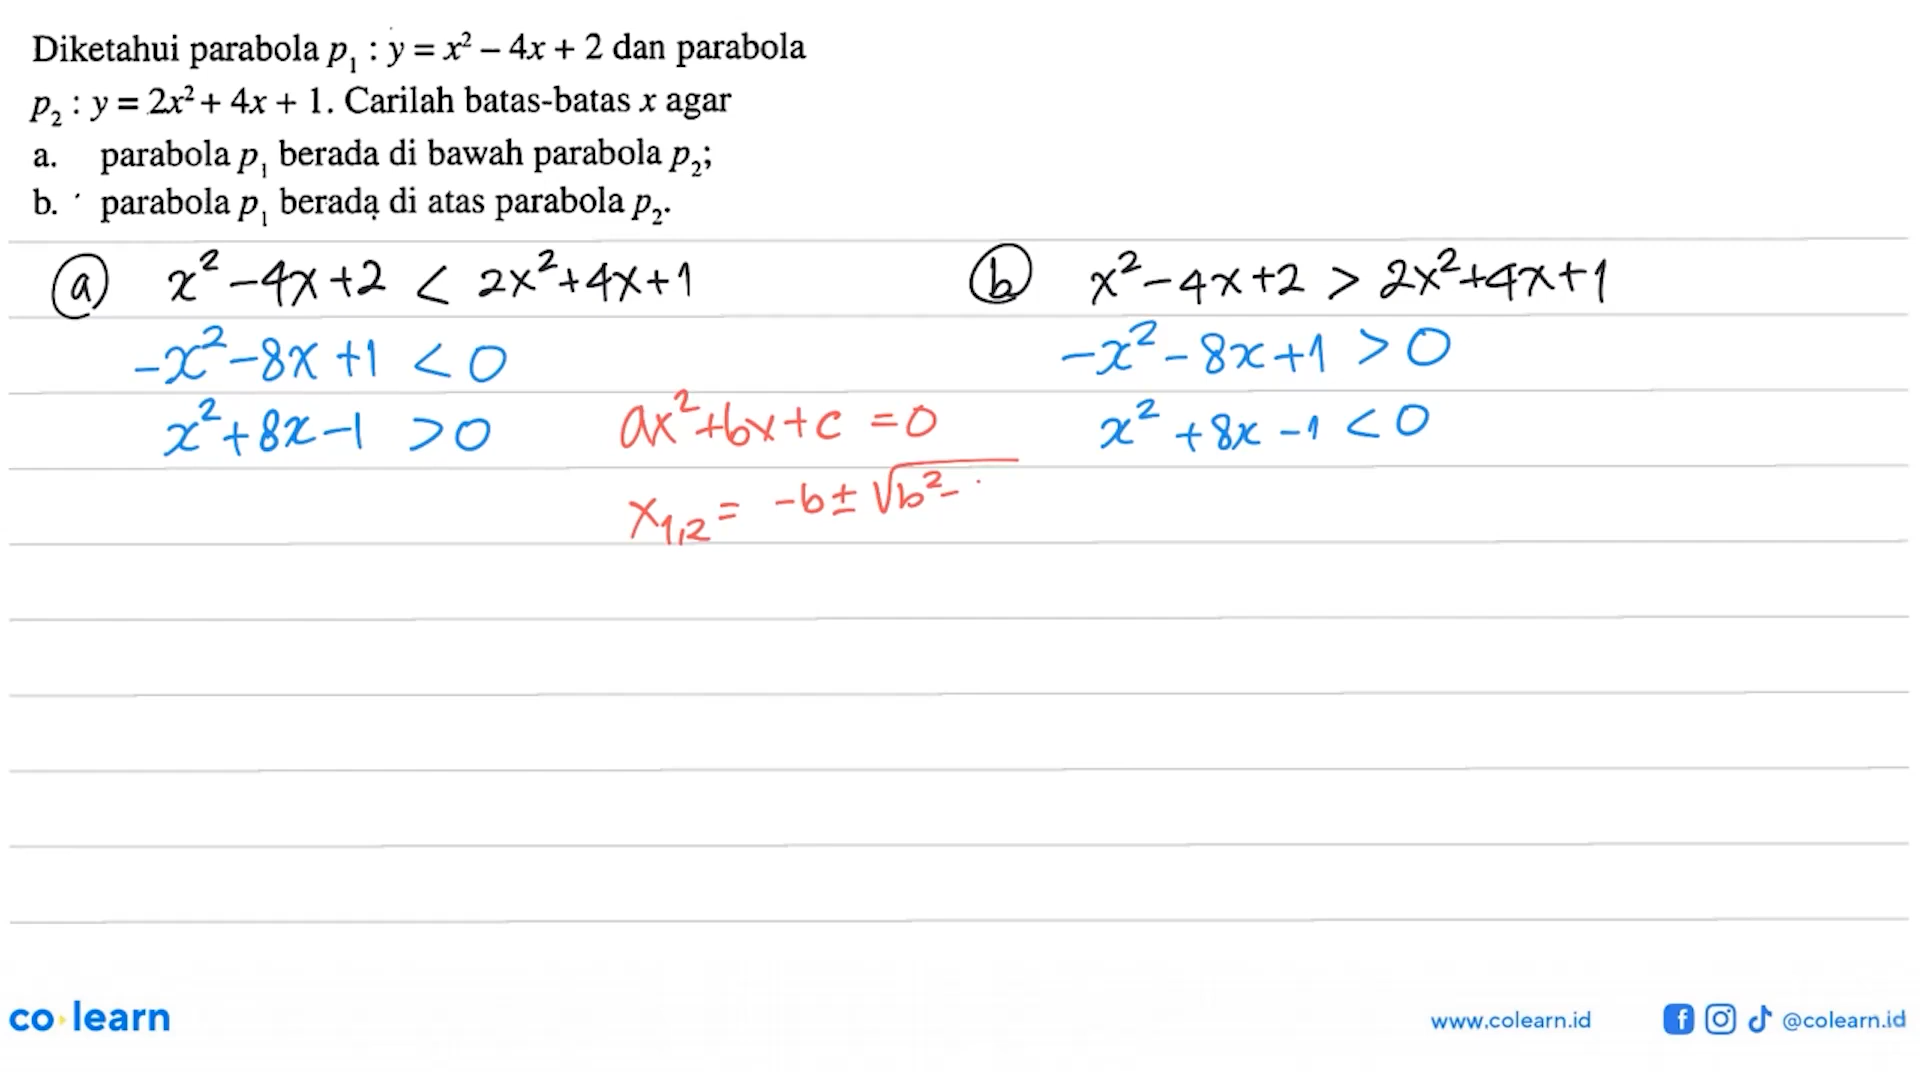 Diketahui parabola p₁ : y = x² – 4x + 2 dan parabola
p₂ : y = 2x² + 4x + 1. Carilah batas-batas x agar
a. parabola p₁ berada di bawah parabola p₂;
b. parabola p₁ berada di atas parabola p₂.
(a) x² – 4x + 2 < 2x² + 4x + 1
-x² – 8x + 1 < 0
x² + 8x – 1 > 0
ax² + bx + c = 0
x₁,₂ = -b ± √b² –
(b) x² – 4x + 2 > 2x² + 4x + 1
-x² – 8x + 1 > 0
x² + 8x – 1 < 0
co learn
www.colearn.id
@colearn.id